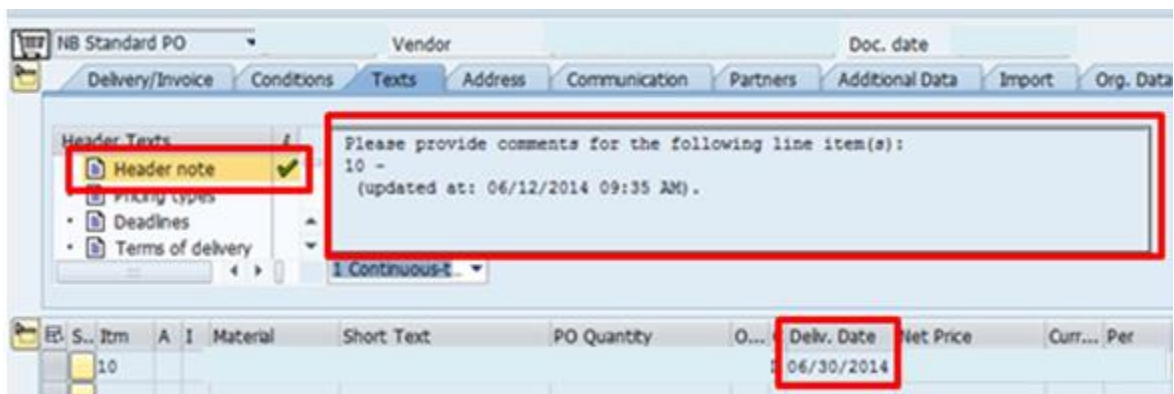 NB Standard PO Vendor Doc. date
Delivery/Invoice Conditions Texts Address Communication Partners Additional Data Import Org. Data
Header Texts
Header note
Pricing types
Deadlines
Terms of delivery
Please provide comments for the following line item(s):
10 -
(updated at: 06/12/2014 09:35 AM).
1 Continuous-t..
S.. Itm A I Material Short Text PO Quantity O... Deliv. Date Net Price Curr... Per
10 06/30/2014